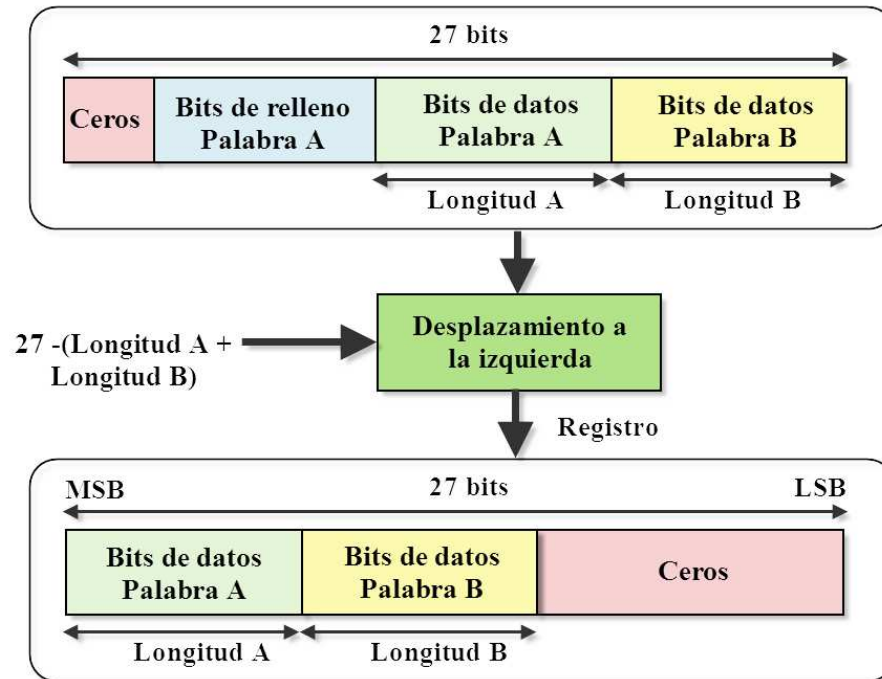 27 bits
Ceros
Bits de relleno
Palabra A
Bits de datos
Palabra A
Bits de datos
Palabra B
Longitud A
Longitud B
27 -(Longitud A +
Longitud B)
Desplazamiento a
la izquierda
Registro
MSB
27 bits
LSB
Bits de datos
Palabra A
Bits de datos
Palabra B
Ceros
Longitud A
Longitud B